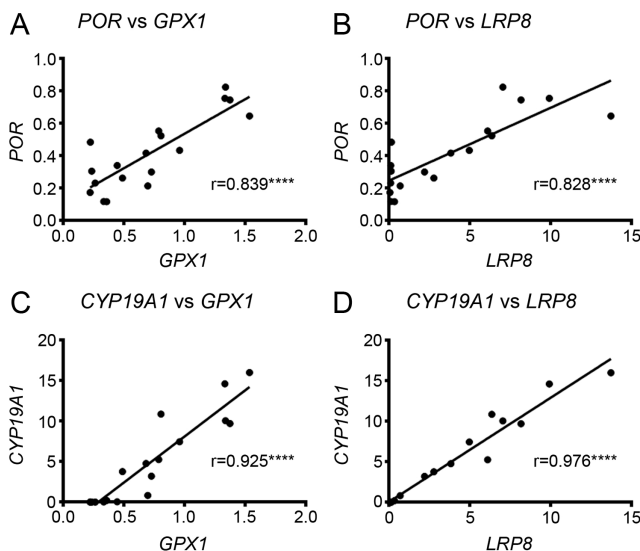 A
POR vs GPX1
1.0
0.8
0.6
0.4
0.2
0.0
POR
r=0.839****
0.0
0.5
1.0
1.5
2.0
GPX1
B
POR vs LRP8
1.0
0.8
0.6
0.4
0.2
0.0
POR
r=0.828****
0
5
10
15
LRP8
C
CYP19A1 vs GPX1
20
15
10
5
0
CYP19A1
r=0.925****
0.0
0.5
1.0
1.5
2.0
GPX1
D
CYP19A1 vs LRP8
20
15
10
5
0
CYP19A1
r=0.976****
0
5
10
15
LRP8